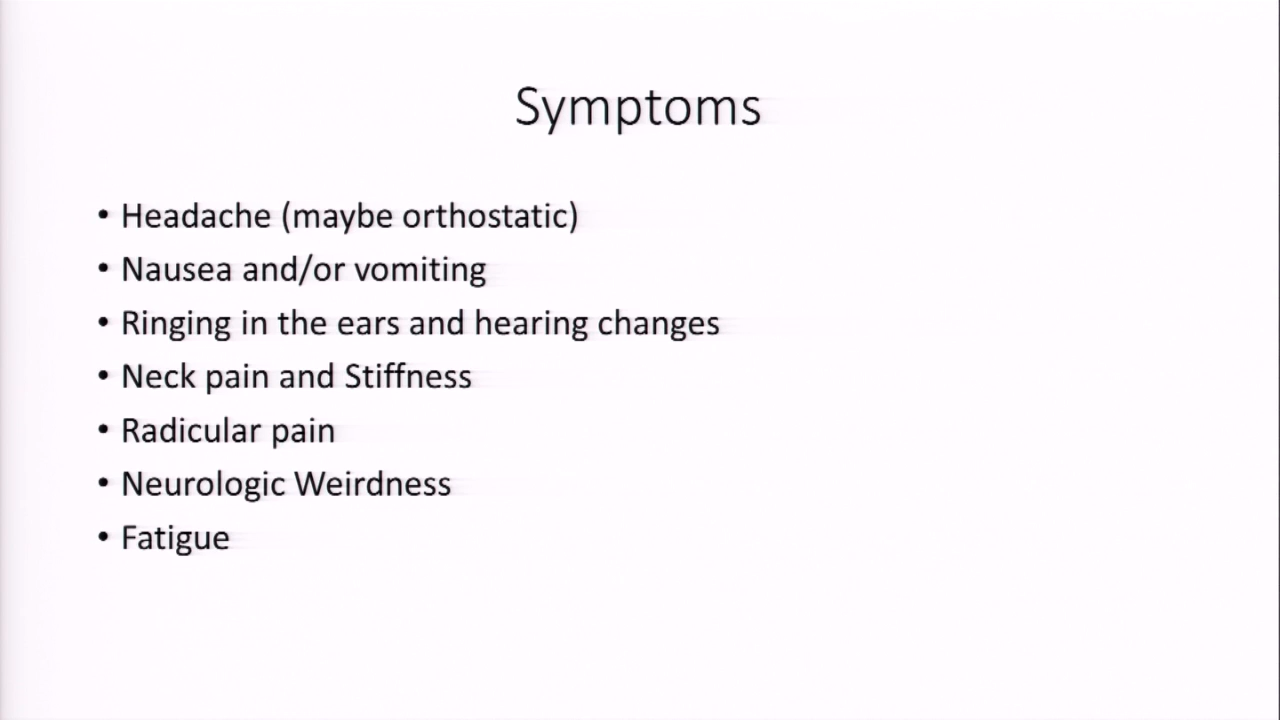 Symptoms
• Headache (maybe orthostatic)
• Nausea and/or vomiting
• Ringing in the ears and hearing changes
• Neck pain and Stiffness
• Radicular pain
• Neurologic Weirdness
• Fatigue